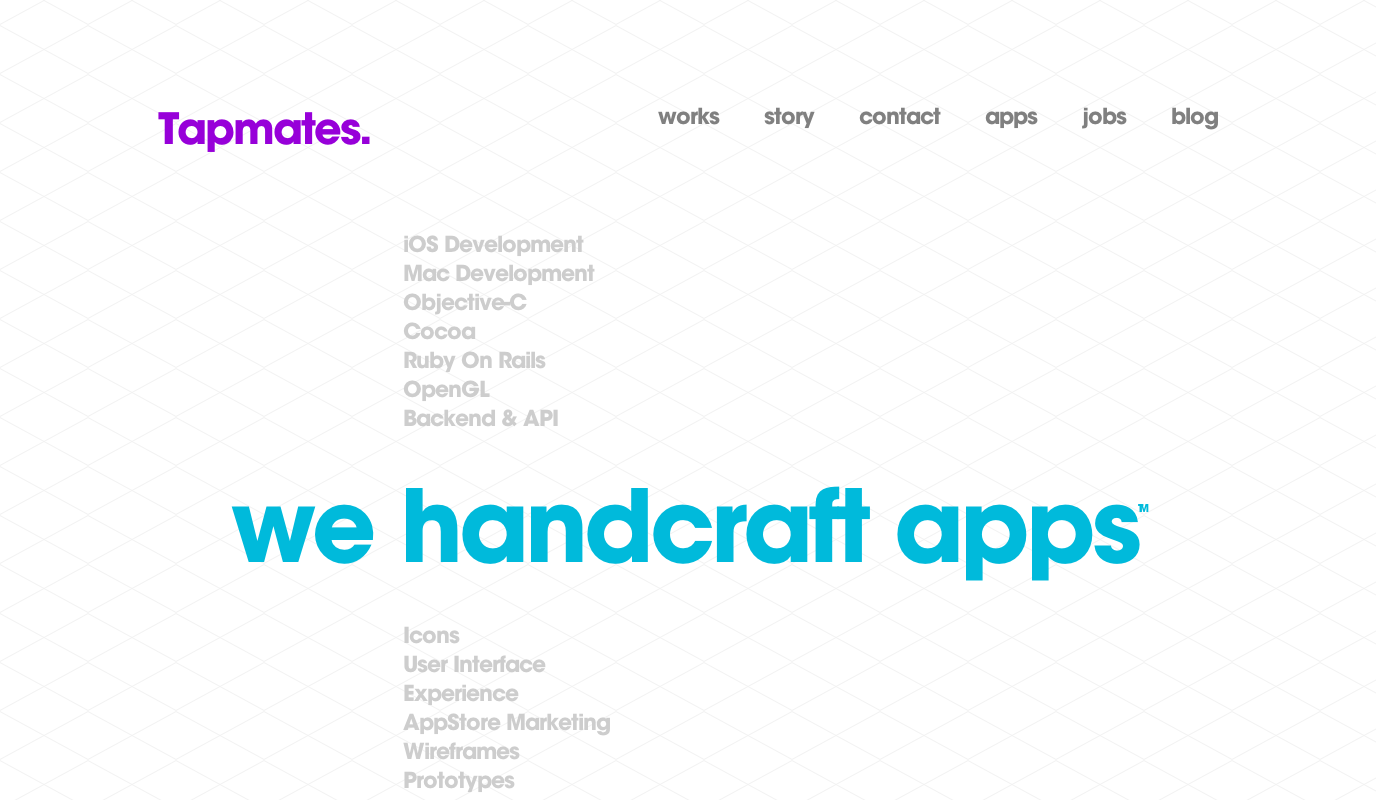 Tapmates.
works story contact apps jobs blog
iOS Development
Mac Development
Objective-C
Cocoa
Ruby On Rails
OpenGL
Backend & API
we handcraft apps™
Icons
User Interface
Experience
AppStore Marketing
Wireframes
Prototypes